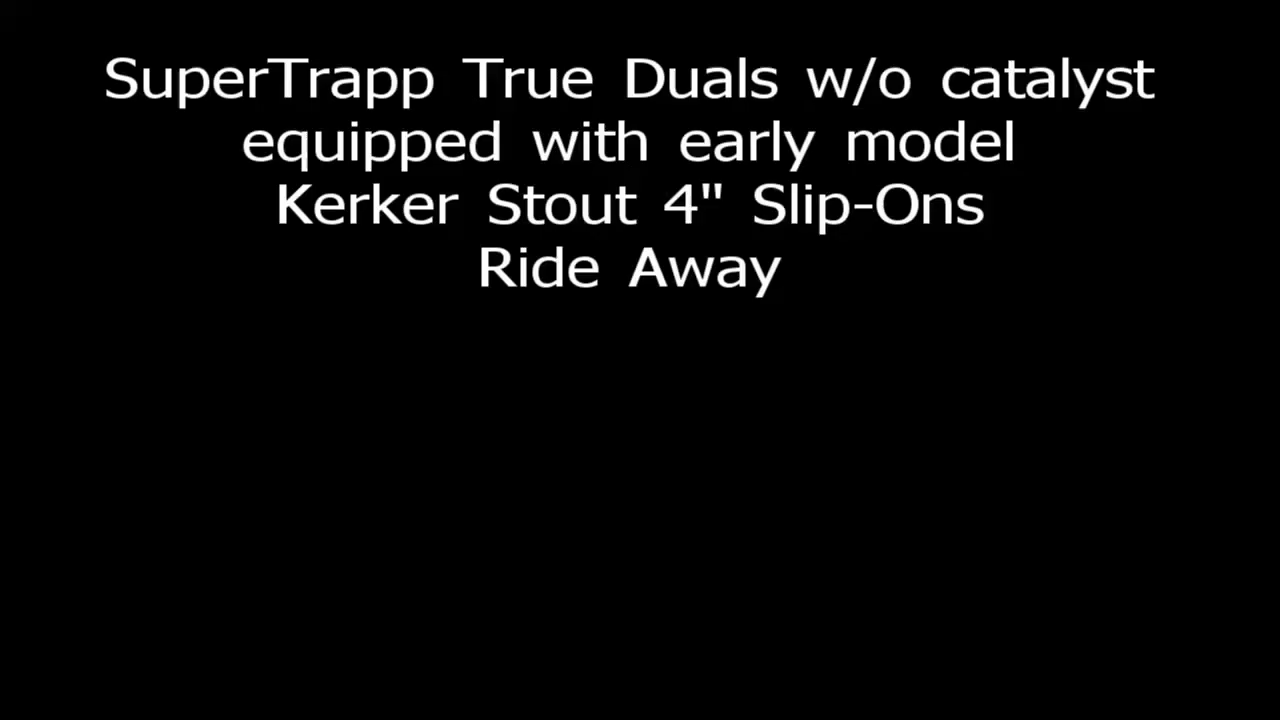 SuperTrapp True Duals w/o catalyst
equipped with early model
Kerker Stout 4" Slip-Ons
Ride Away